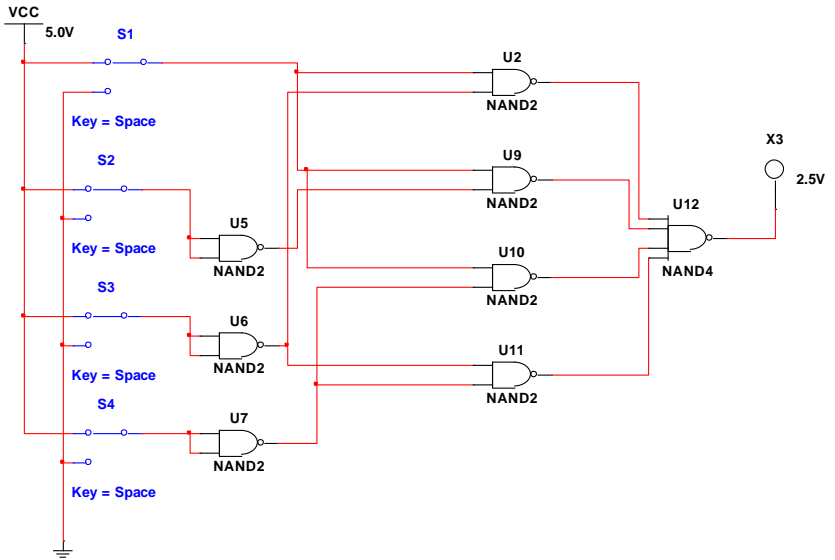 VCC
5.0V
S1
Key = Space
S2
Key = Space
S3
Key = Space
S4
Key = Space
U5
NAND2
U6
NAND2
U7
NAND2
U2
NAND2
U9
NAND2
U10
NAND2
U11
NAND2
U12
NAND4
X3
2.5V